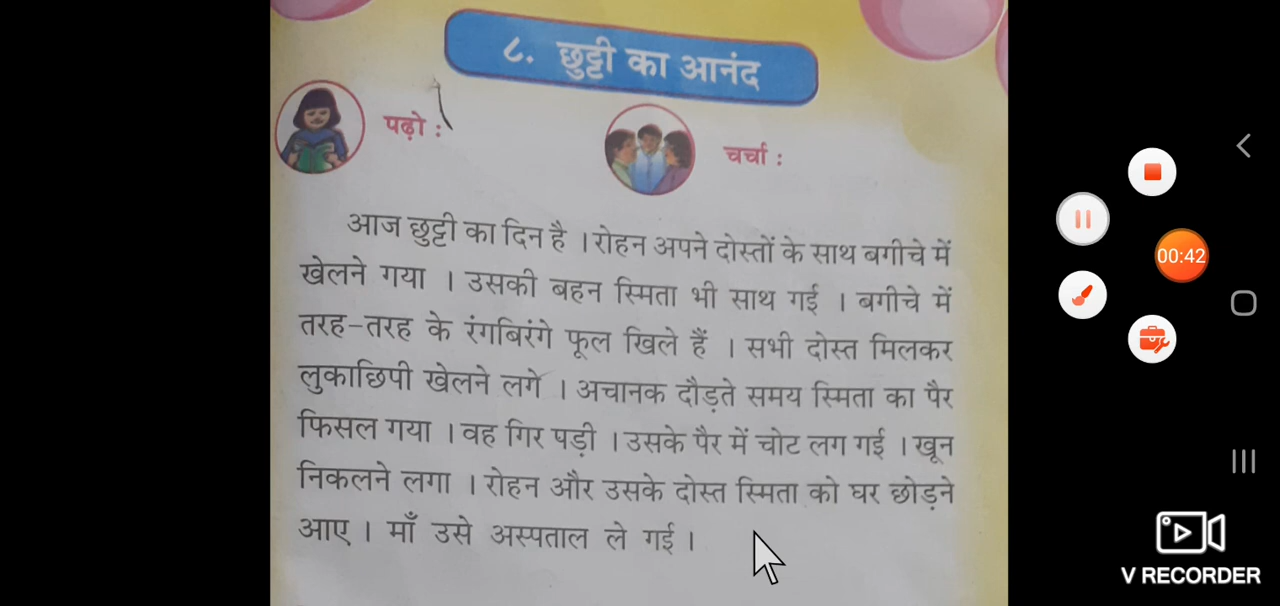 ८. छुट्टी का आनंद
पढ़ो :
चर्चा :
आज छुट्टी का दिन है । रोहन अपने दोस्तों के साथ बगीचे में
खेलने गया । उसकी बहन स्मिता भी साथ गई । बगीचे में
तरह-तरह के रंगबिरंगे फूल खिले हैं । सभी दोस्त मिलकर
लुकाछिपी खेलने लगे । अचानक दौड़ते समय स्मिता का पैर
फिसल गया । वह गिर पड़ी । उसके पैर में चोट लग गई । खून
निकलने लगा । रोहन और उसके दोस्त स्मिता को घर छोड़ने
आए । माँ उसे अस्पताल ले गई ।
00:42
V RECORDER